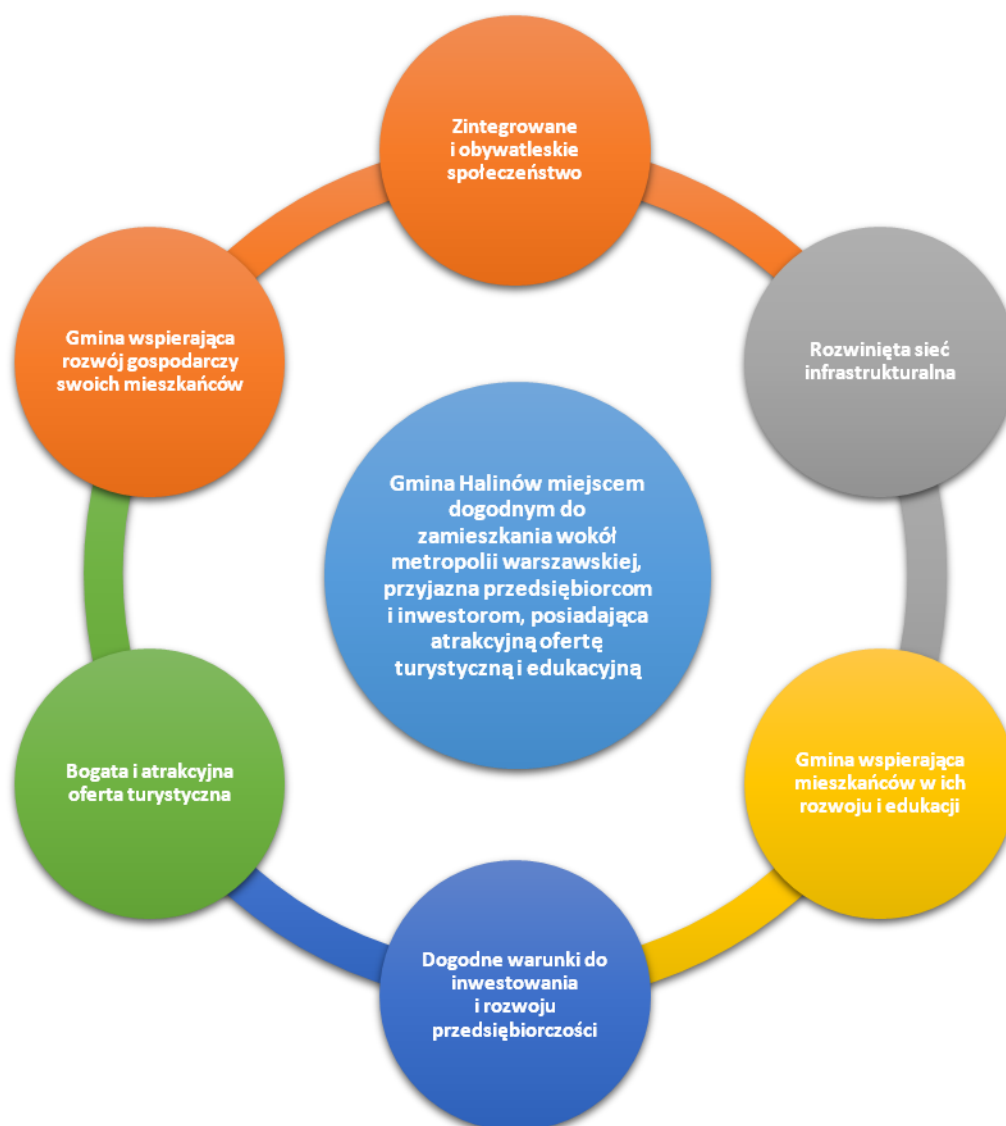 Zintegrowane
i obywatleskie
społeczeństwo
Gmina wspierająca
rozwój gospodarczy
swoich mieszkańców
Rozwinięta sieć
infrastrukturalna
Gmina Halinów miejscem
dogodnym do
zamieszkania wokół
metropolii warszawskiej,
przyjazna przedsiębiorcom
i inwestorom, posiadająca
atrakcyjną ofertę
turystyczną i edukacyjną
Bogata i atrakcyjna
oferta turystyczna
Gmina wspierająca
mieszkańców w ich
rozwoju i edukacji
Dogodne warunki do
inwestowania
i rozwoju
przedsiębiorczości